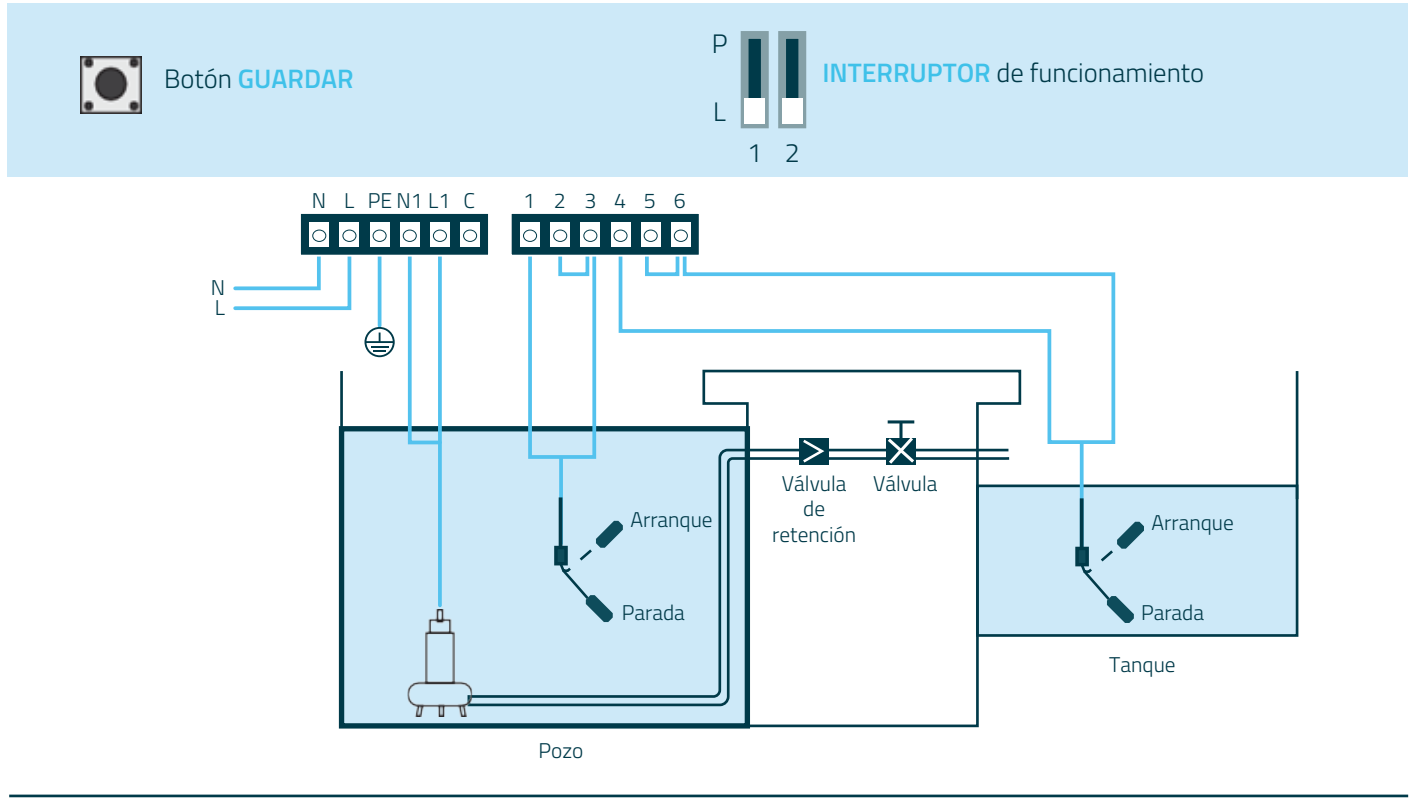 Botón GUARDAR
P
L
1 2
INTERRUPTOR de funcionamiento
N L PE N1 L1 C
1 2 3 4 5 6
N
L
Válvula
de
retención
Válvula
Arranque
Parada
Arranque
Parada
Tanque
Pozo